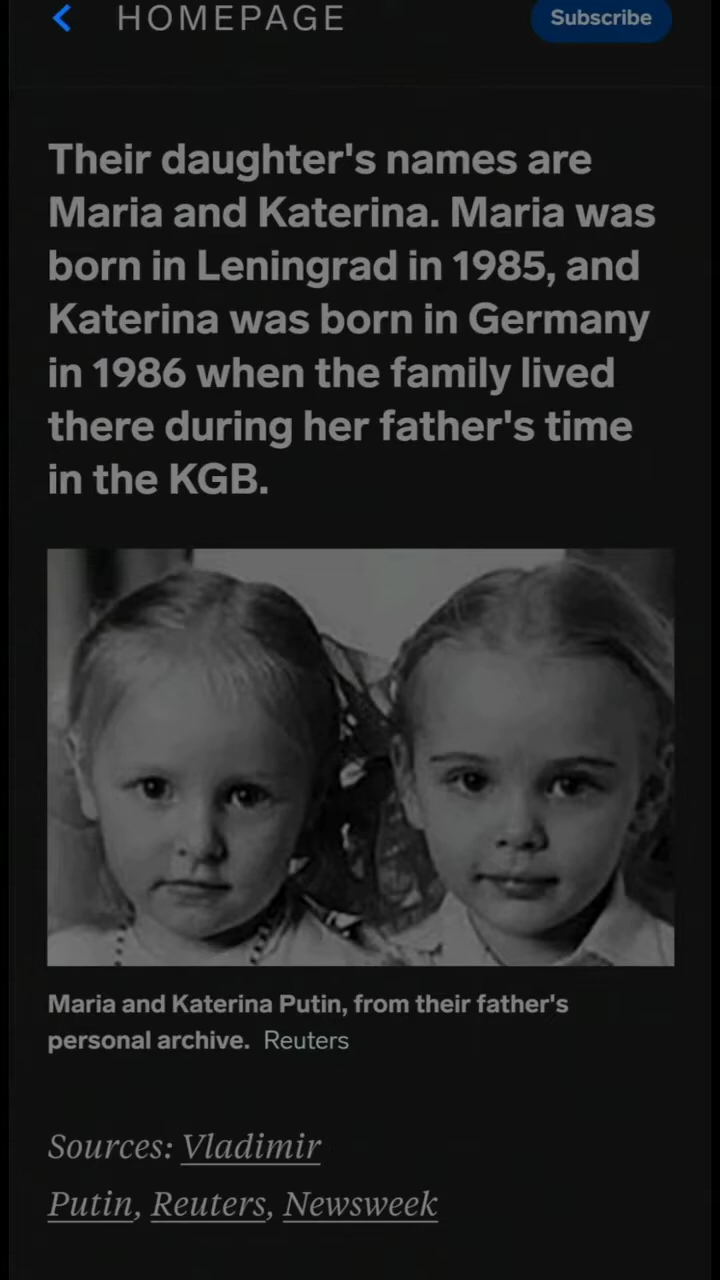 HOMEPAGE
Subscribe
Their daughter's names are
Maria and Katerina. Maria was
born in Leningrad in 1985, and
Katerina was born in Germany
in 1986 when the family lived
there during her father's time
in the KGB.
Maria and Katerina Putin, from their father's
personal archive. Reuters
Sources: Vladimir
Putin, Reuters, Newsweek